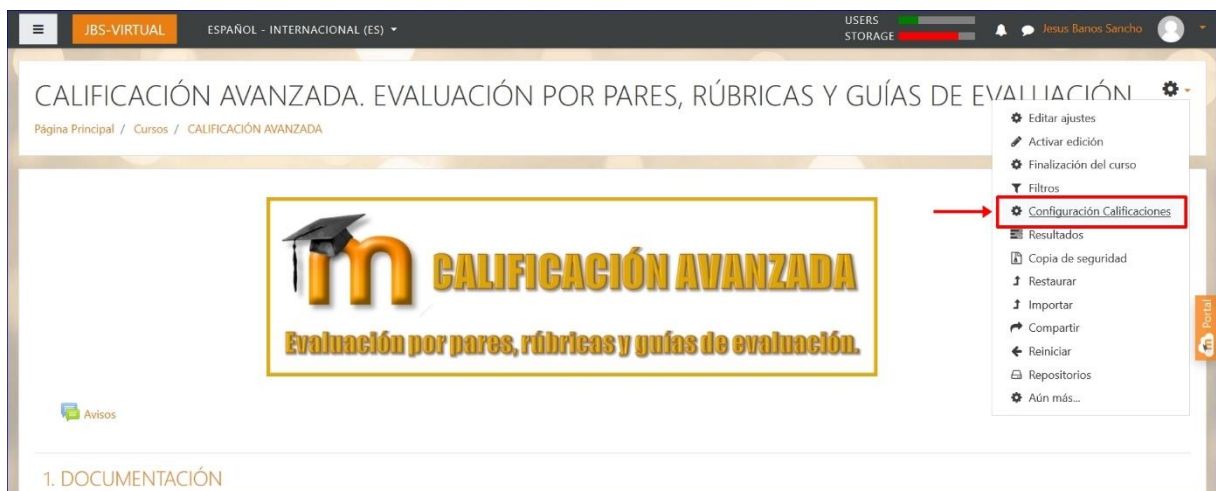 JBS-VIRTUAL
ESPAÑOL - INTERNACIONAL (ES)
USERS
STORAGE
Jesus Banos Sancho
CALIFICACIÓN AVANZADA. EVALUACIÓN POR PARES, RÚBRICAS Y GUÍAS DE EVALUACIÓN
Página Principal / Cursos / CALIFICACIÓN AVANZADA
Editar ajustes
Activar edición
Finalización del curso
Filtros
Configuración Calificaciones
Resultados
Copia de seguridad
Restaurar
Importar
Compartir
Reiniciar
Repositorios
Aún más...
m CALIFICACIÓN AVANZADA
Evaluación por pares, rúbricas y guías de evaluación.
m Portal
Avisos
1. DOCUMENTACIÓN